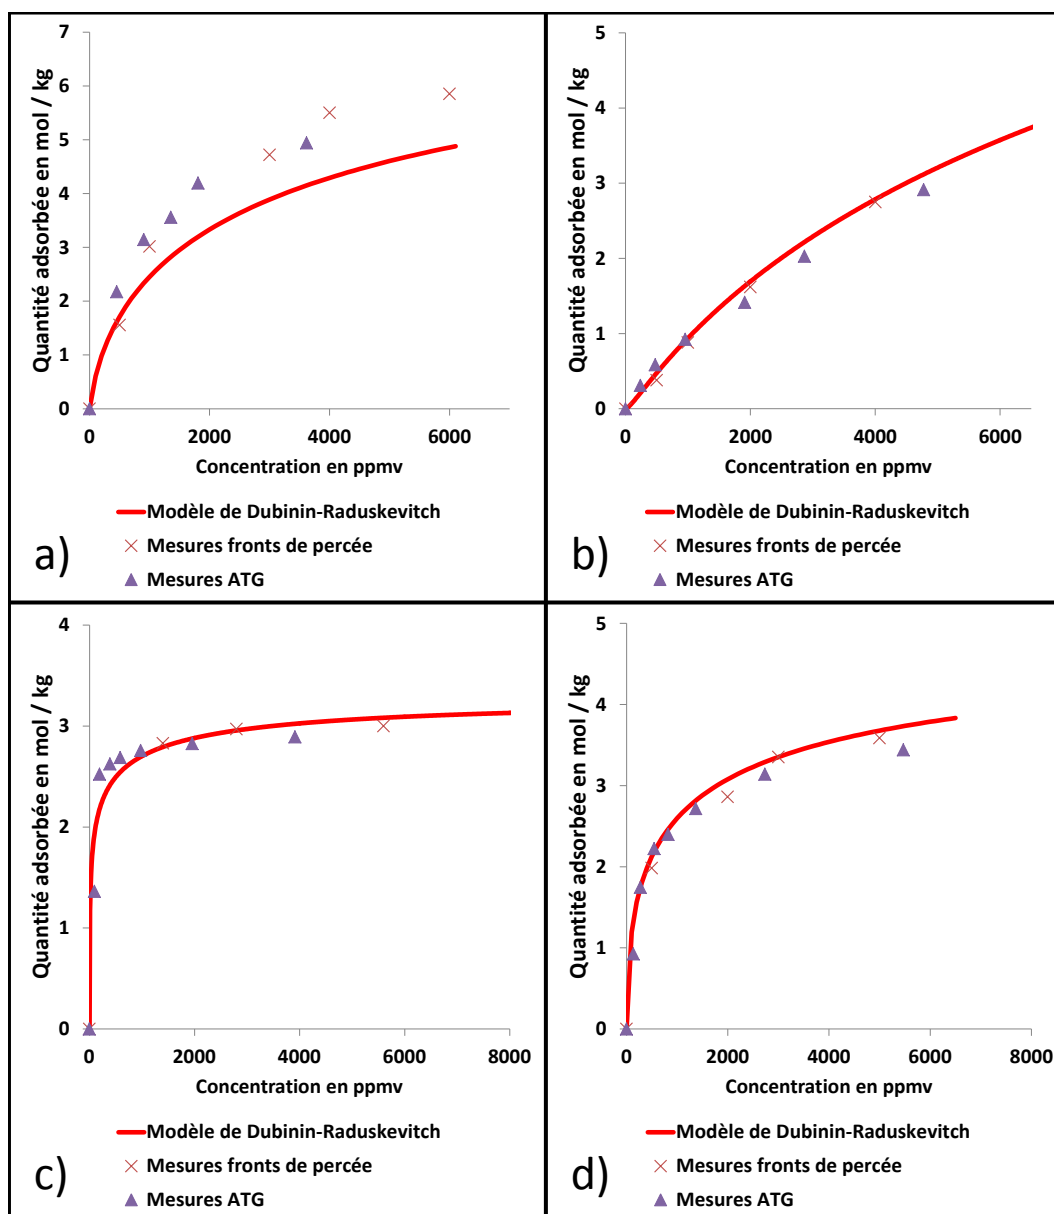 7
6
5
4
3
2
1
0
Quantité adsorbée en mol / kg
0 2000 4000 6000
Concentration en ppmv
Modèle de Dubinin-Raduskevitch
Mesures fronts de percée
Mesures ATG
a)
5
4
3
2
1
0
Quantité adsorbée en mol / kg
0 2000 4000 6000
Concentration en ppmv
Modèle de Dubinin-Raduskevitch
Mesures fronts de percée
Mesures ATG
b)
4
3
2
1
0
Quantité adsorbée en mol / kg
0 2000 4000 6000 8000
Concentration en ppmv
Modèle de Dubinin-Raduskevitch
Mesures fronts de percée
Mesures ATG
c)
5
4
3
2
1
0
Quantité adsorbée en mol / kg
0 2000 4000 6000 8000
Concentration en ppmv
Modèle de Dubinin-Raduskevitch
Mesures fronts de percée
Mesures ATG
d)